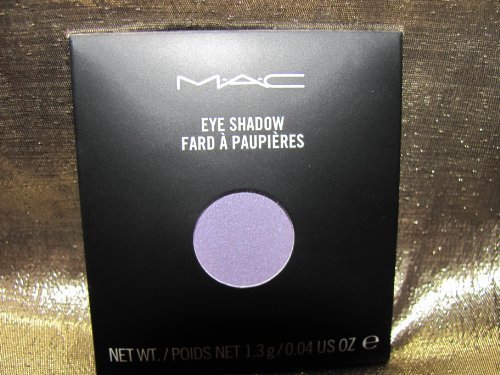 M·A·C
EYE SHADOW
FARD À PAUPIÈRES
NET WT. / POIDS NET 1.3 g / 0.04 US OZ ℮